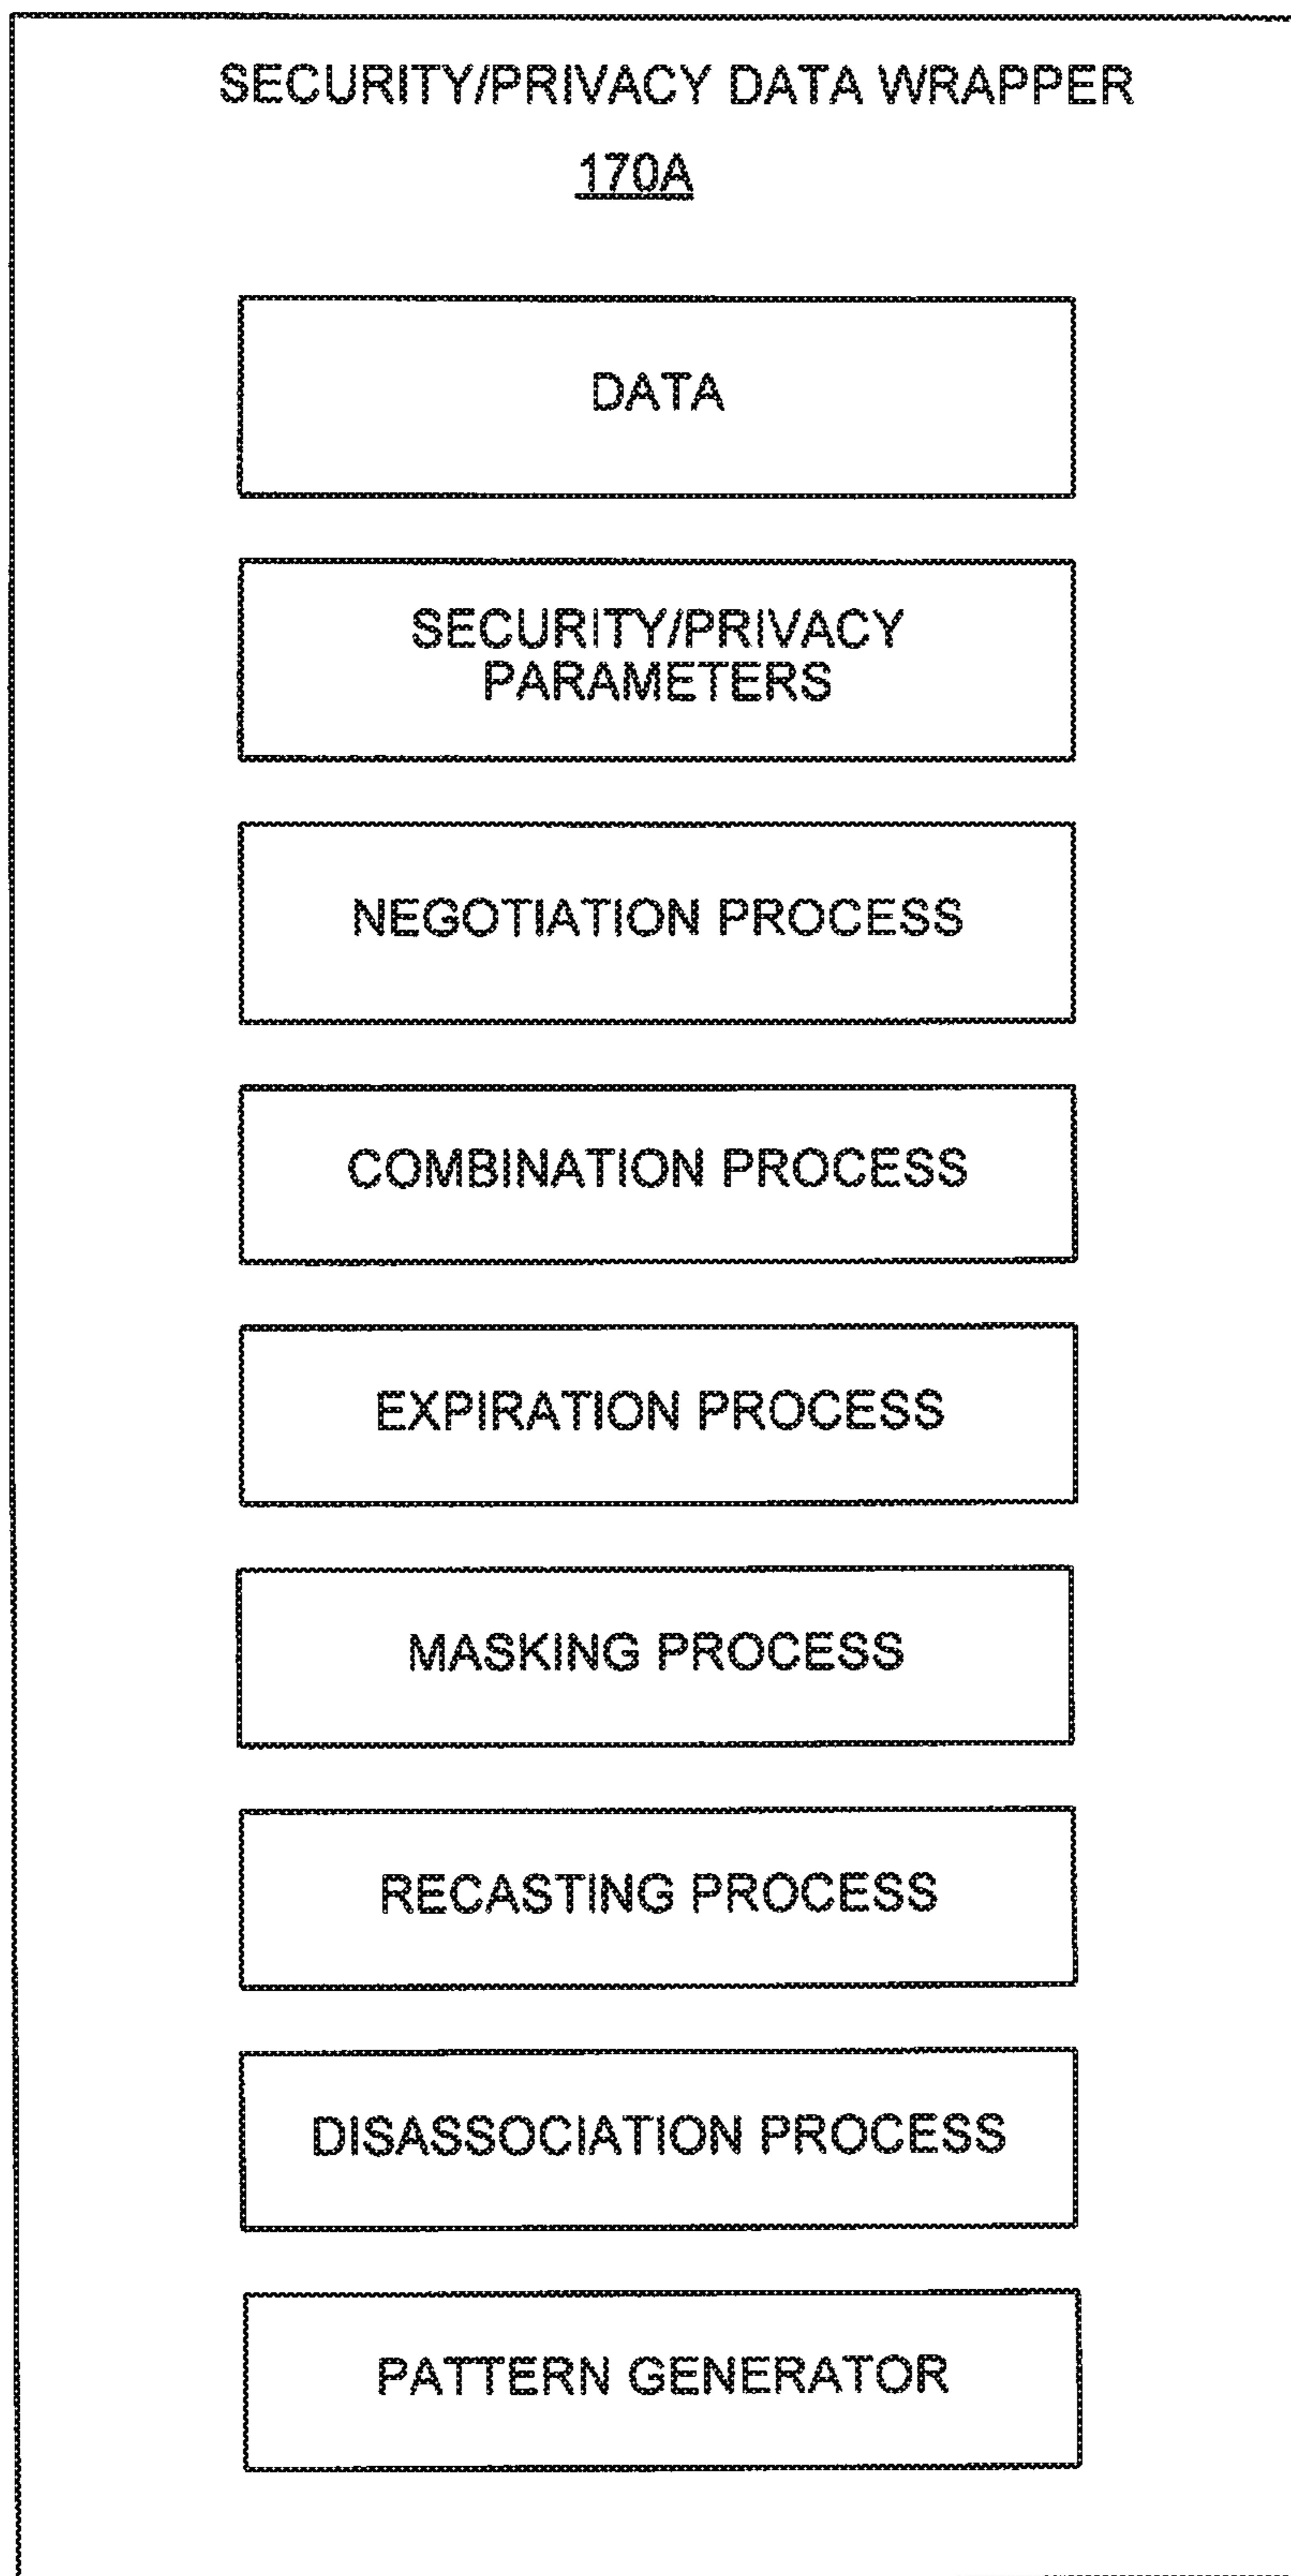 SECURITY/PRIVACY DATA WRAPPER
170A
DATA
SECURITY/PRIVACY
PARAMETERS
NEGOTIATION PROCESS
COMBINATION PROCESS
EXPIRATION PROCESS
MASKING PROCESS
RECASTING PROCESS
DISASSOCIATION PROCESS
PATTERN GENERATOR